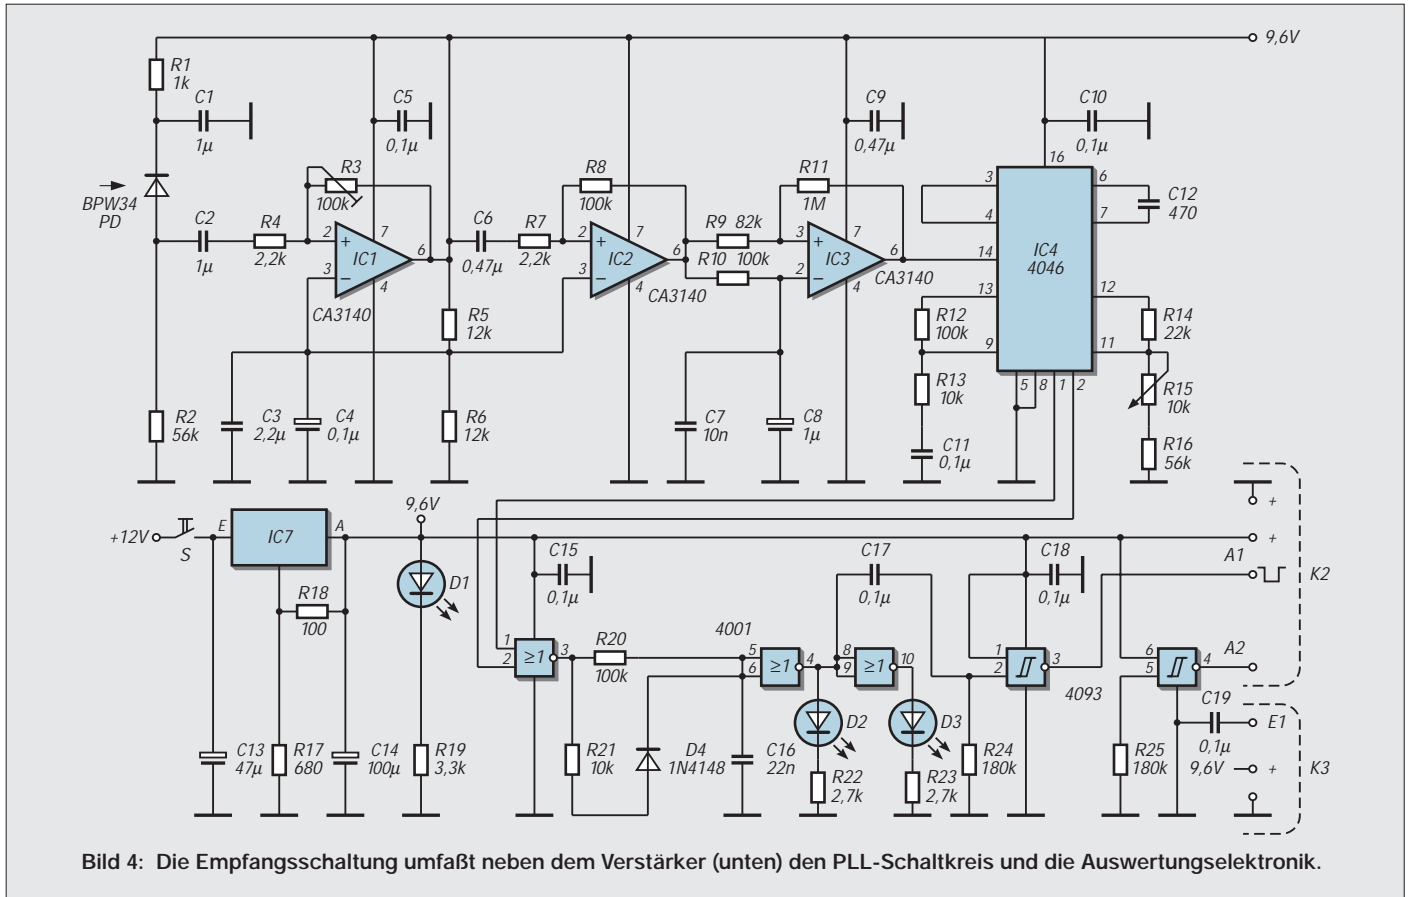 9,6V
R1
1k
C1
1µ
C5
0,1µ
C9
0,47µ
C10
0,1µ
16
BPW34
PD
R3
100k
R8
100k
R11
1M
3
4
14
13
9
6
7
12
11
5
8
1
2
IC4
4046
C12
470
C2
1µ
R4
2,2k
2
3
+
−
IC1
7
6
4
CA3140
C6
0,47µ
R7
2,2k
2
3
+
−
IC2
7
6
4
CA3140
R9 82k
R10 100k
3
2
+
−
IC3
7
6
4
CA3140
R5
12k
R12
100k
R14
22k
R13
10k
R15
10k
R2
56k
C3
2,2µ
C4
0,1µ
R6
12k
C7
10n
C8
1µ
C11
0,1µ
R16
56k
+12V
S
E
IC7
A
9,6V
D1
C15
0,1µ
C17
0,1µ
C18
0,1µ
+
+
A1
K2
R18
100
1
2
≥1
3
R20
100k
4001
5
6
≥1
4
8
9
≥1
10
1
2
3
4093
6
5
4
A2
D2
D3
C19
0,1µ
E1
C13
47µ
R17
680
C14
100µ
R19
3,3k
R21
10k
D4
1N4148
C16
22n
R22
2,7k
R23
2,7k
R24
180k
R25
180k
9,6V
+
K3
Bild 4: Die Empfangsschaltung umfaßt neben dem Verstärker (unten) den PLL-Schaltkreis und die Auswertungselektronik.